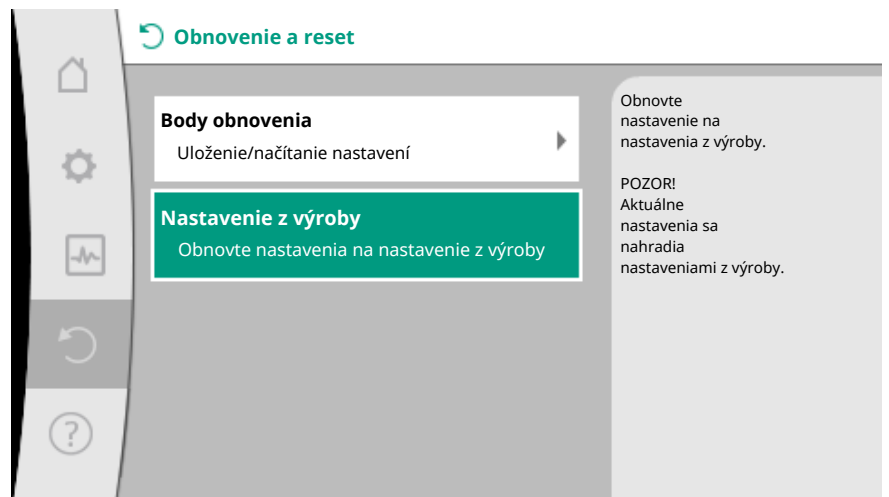 Obnovenie a reset
Body obnovenia
Uloženie/načítanie nastavení
Nastavenie z výroby
Obnovte nastavenia na nastavenie z výroby
Obnovte
nastavenie na
nastavenia z výroby.
POZOR!
Aktuálne
nastavenia sa
nahradia
nastaveniami z výroby.